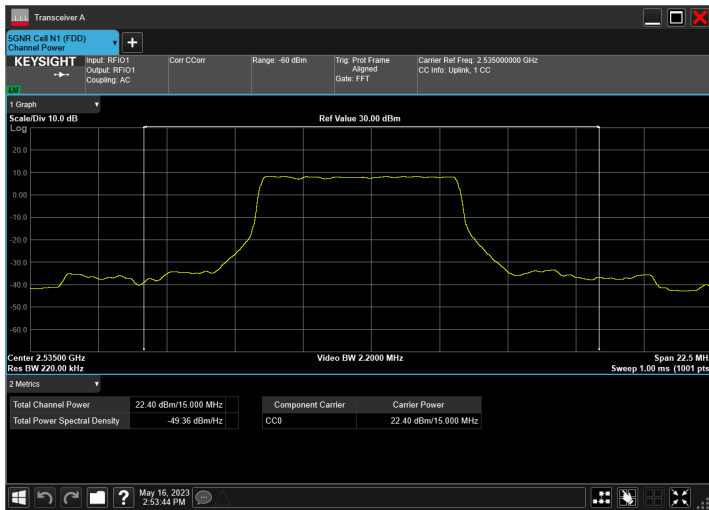 Transceiver A
5GNR Cell N1 (FDD)
Channel Power
KEYSIGHT
Input: RFIO1
Output: RFIO1
Coupling: AC
Corr CCorr
Range: -60 dBm
Trig: Prot Frame
Aligned
Gate: FFT
Carrier Ref Freq: 2.535000000 GHz
CC Info: Uplink, 1 CC
LXI
1 Graph
Scale/Div 10.0 dB
Ref Value 30.00 dBm
Log
20.0
10.0
0.00
-10.0
-20.0
-30.0
-40.0
-50.0
-60.0
Center 2.53500 GHz
Video BW 2.2000 MHz
Span 22.5 MH
Res BW 220.00 kHz
Sweep 1.00 ms (1001 pts
2 Metrics
Total Channel Power 22.40 dBm/15.000 MHz
Total Power Spectral Density -49.36 dBm/Hz
Component Carrier Carrier Power
CC0 22.40 dBm/15.000 MHz
May 16, 2023
2:53:44 PM